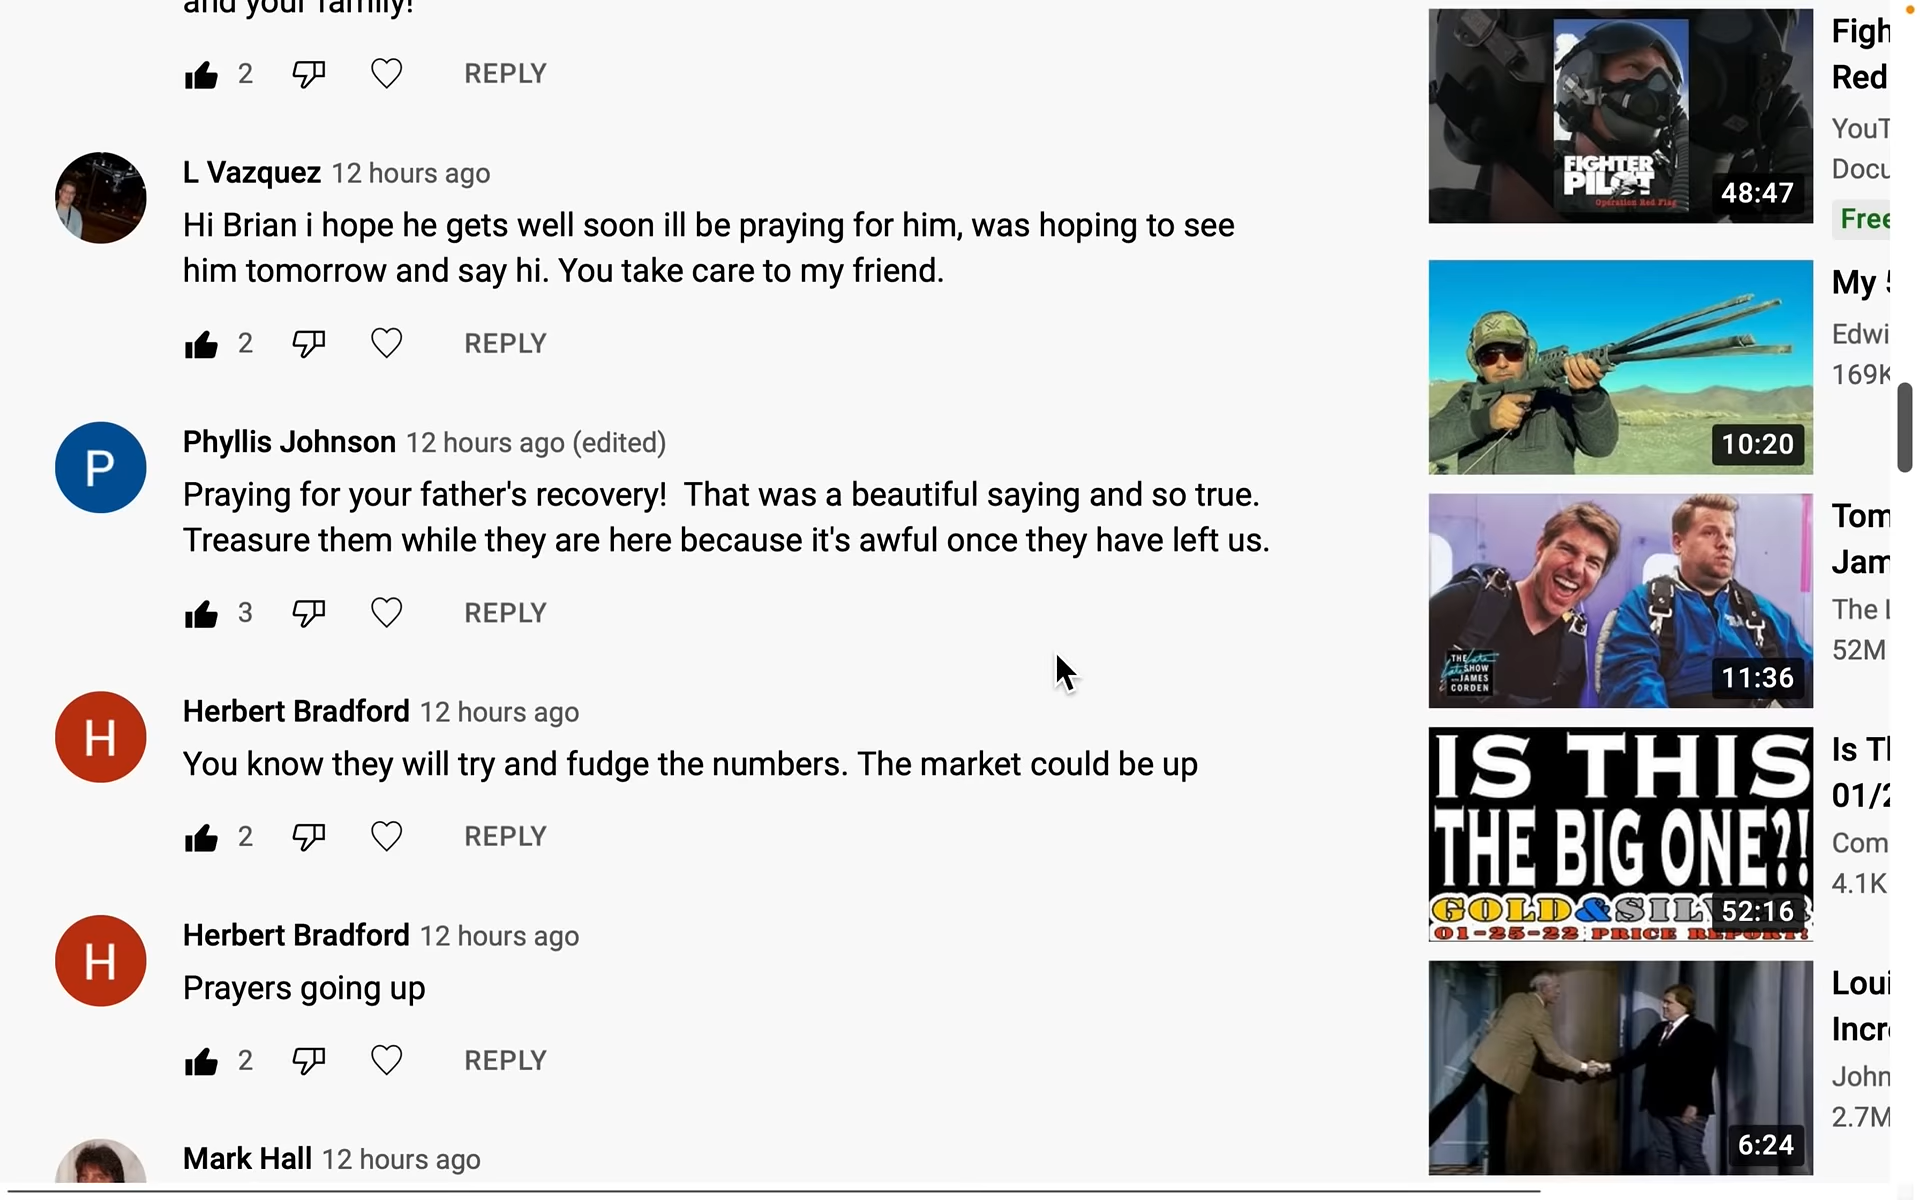 and your family!
2 REPLY
L Vazquez 12 hours ago
Hi Brian i hope he gets well soon ill be praying for him, was hoping to see
him tomorrow and say hi. You take care to my friend.
2 REPLY
P
Phyllis Johnson 12 hours ago (edited)
Praying for your father's recovery!  That was a beautiful saying and so true.
Treasure them while they are here because it's awful once they have left us.
3 REPLY
H
Herbert Bradford 12 hours ago
You know they will try and fudge the numbers. The market could be up
2 REPLY
H
Herbert Bradford 12 hours ago
Prayers going up
2 REPLY
Mark Hall 12 hours ago
FIGHTER
PILOT
Operation Red Flag
48:47
Figh
Red
YouT
Docu
Free
10:20
My
Edwi
169K
THE Late
Late SHOW
JAMES
CORDEN
11:36
Tom
Jam
The
52M
IS THIS
THE BIG ONE?!
GOLD&SILVER
01-25-22 PRICE REPORT!
52:16
Is
01/2
Com
4.1K
6:24
Loui
Incr
John
2.7M